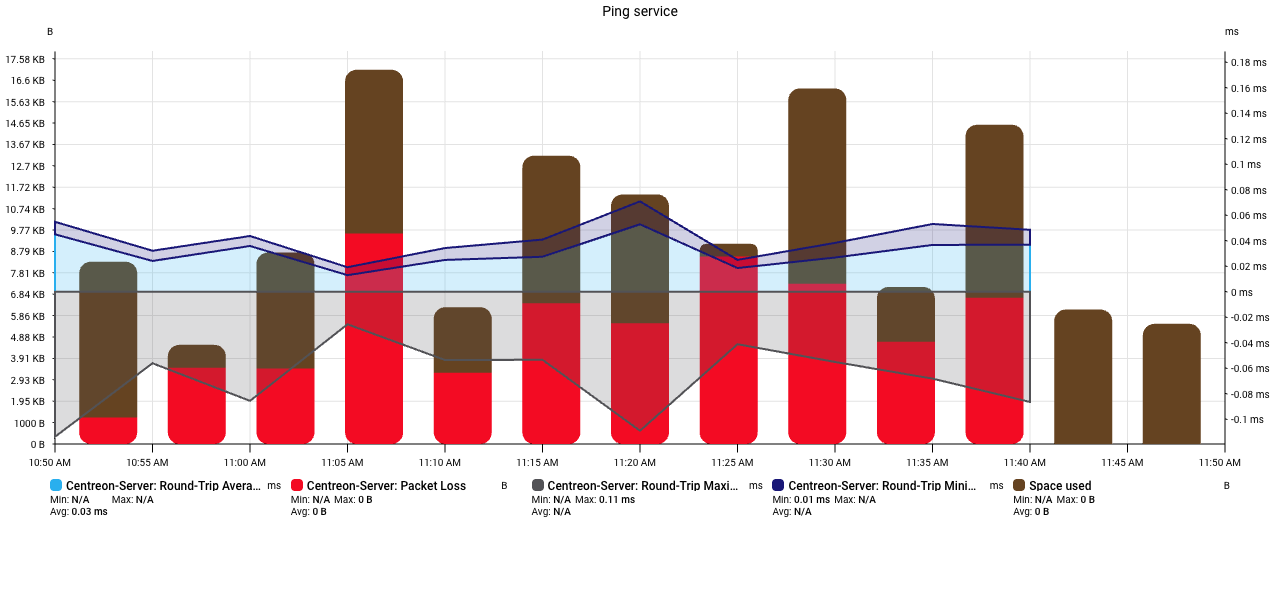 Ping service
B
ms
17.58 KB
16.6 KB
15.63 KB
14.65 KB
13.67 KB
12.7 KB
11.72 KB
10.74 KB
9.77 KB
8.79 KB
7.81 KB
6.84 KB
5.86 KB
4.88 KB
3.91 KB
2.93 KB
1.95 KB
1000 B
0 B
0.18 ms
0.16 ms
0.14 ms
0.12 ms
0.1 ms
0.08 ms
0.06 ms
0.04 ms
0.02 ms
0 ms
-0.02 ms
-0.04 ms
-0.06 ms
-0.08 ms
-0.1 ms
10:50 AM 10:55 AM 11:00 AM 11:05 AM 11:10 AM 11:15 AM 11:20 AM 11:25 AM 11:30 AM 11:35 AM 11:40 AM 11:45 AM 11:50 AM
Centreon-Server: Round-Trip Avera... ms
Min: N/A Max: N/A
Avg: 0.03 ms
Centreon-Server: Packet Loss B
Min: N/A Max: 0 B
Avg: 0 B
Centreon-Server: Round-Trip Maxi... ms
Min: N/A Max: 0.11 ms
Avg: N/A
Centreon-Server: Round-Trip Mini... ms
Min: 0.01 ms Max: N/A
Avg: N/A
Space used B
Min: N/A Max: 0 B
Avg: 0 B